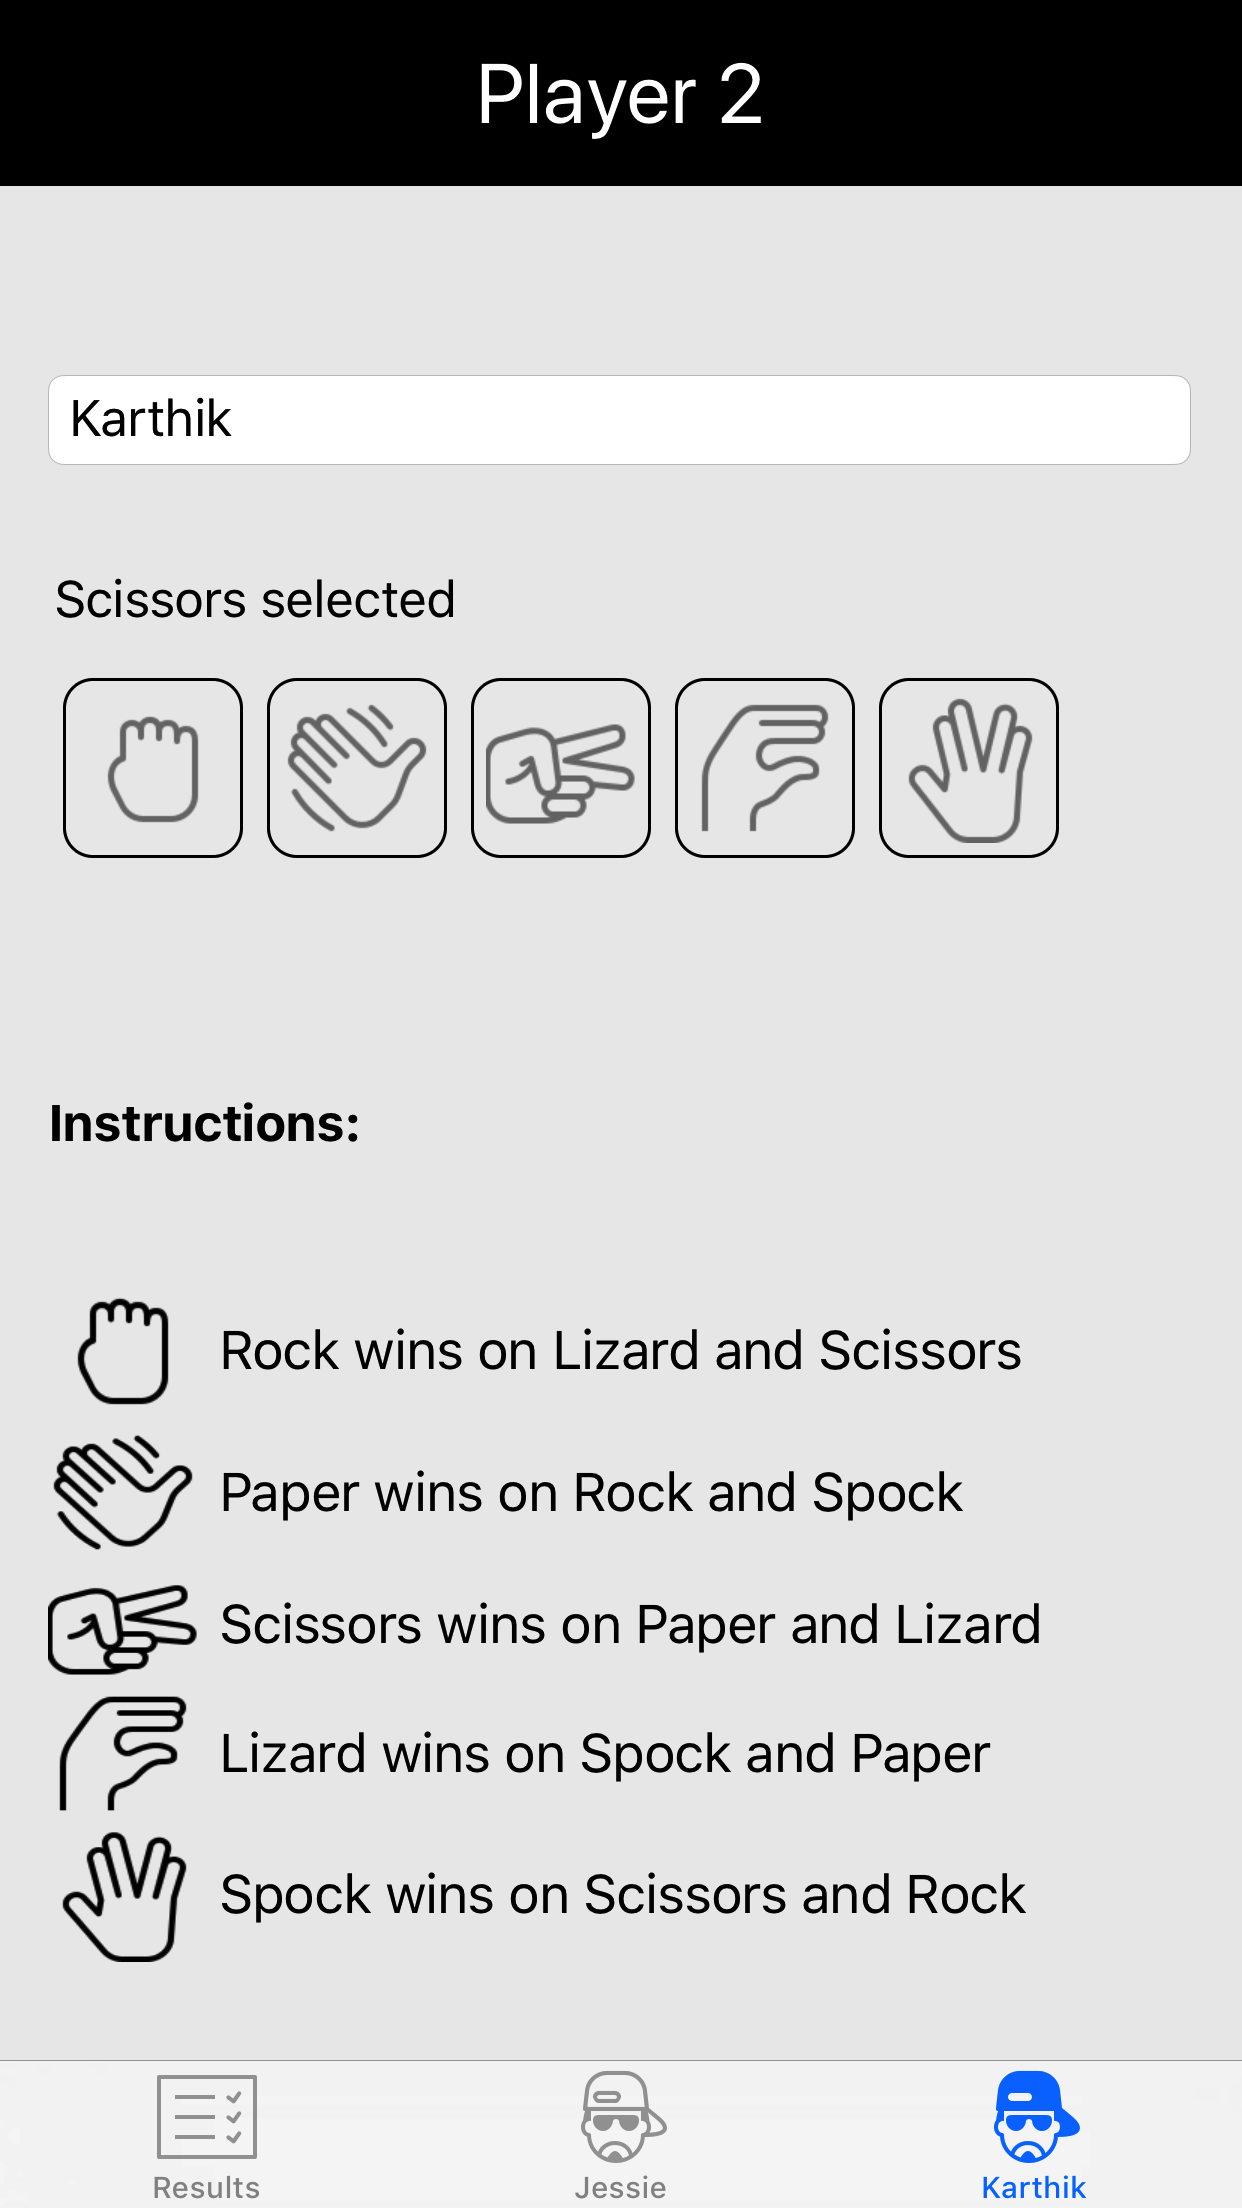 Player 2
Karthik
Scissors selected
Instructions:
Rock wins on Lizard and Scissors
Paper wins on Rock and Spock
Scissors wins on Paper and Lizard
Lizard wins on Spock and Paper
Spock wins on Scissors and Rock
Results
Jessie
Karthik